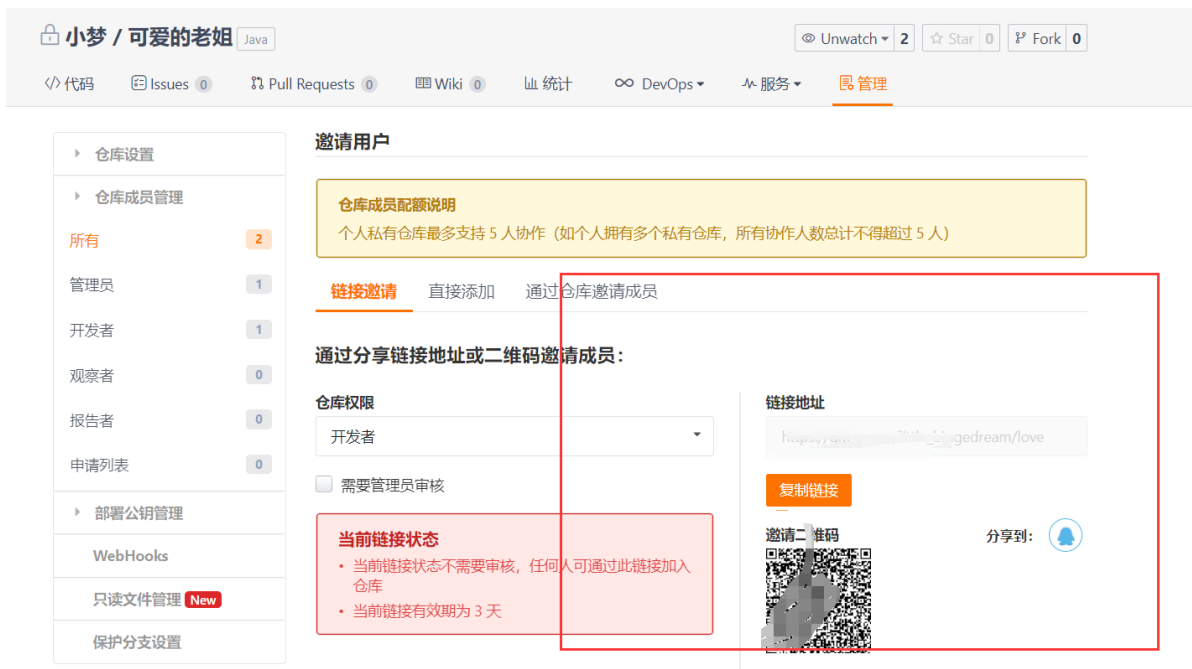 小梦 / 可爱的老姐 Java
Unwatch 2 Star 0 Fork 0
代码 Issues 0 Pull Requests 0 Wiki 0 统计 DevOps 服务 管理
仓库设置
仓库成员管理
所有 2
管理员 1
开发者 1
观察者 0
报告者 0
申请列表 0
部署公钥管理
WebHooks
只读文件管理 New
保护分支设置
邀请用户
仓库成员配额说明
个人私有仓库最多支持 5 人协作（如个人拥有多个私有仓库，所有协作人数总计不得超过 5 人）
链接邀请 直接添加 通过仓库邀请成员
通过分享链接地址或二维码邀请成员：
仓库权限
开发者
需要管理员审核
当前链接状态
• 当前链接状态不需要审核，任何人可通过此链接加入
仓库
• 当前链接有效期为 3 天
链接地址
gedream/love
复制链接
邀请二维码
分享到：